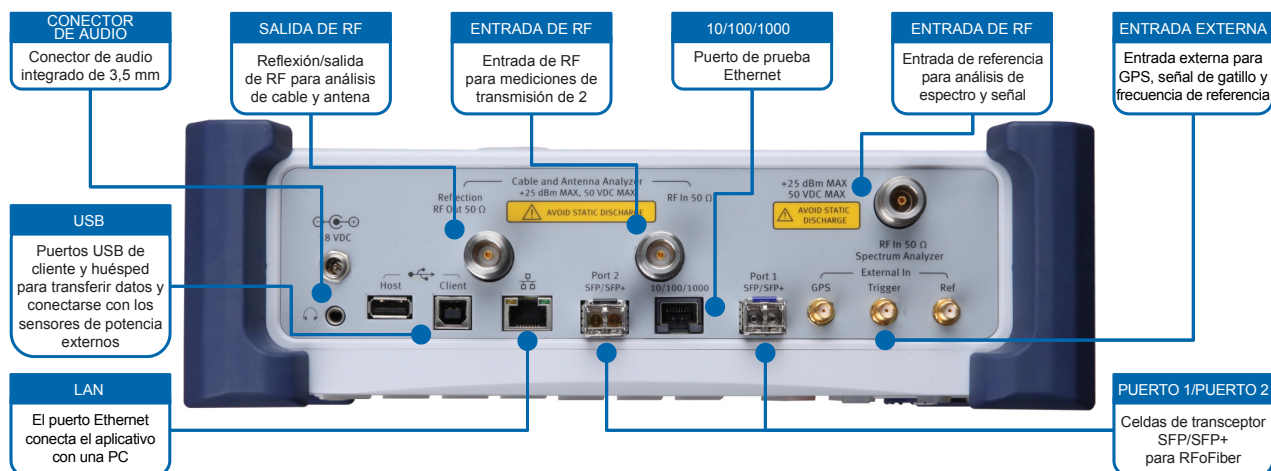 CONECTOR
DE AUDIO
Conector de audio
integrado de 3,5 mm
SALIDA DE RF
Reflexión/salida
de RF para análisis
de cable y antena
ENTRADA DE RF
Entrada de RF
para mediciones de
transmisión de 2
10/100/1000
Puerto de prueba
Ethernet
ENTRADA DE RF
Entrada de referencia
para análisis de
espectro y señal
ENTRADA EXTERNA
Entrada externa para
GPS, señal de gatillo y
frecuencia de referencia
USB
Puertos USB de
cliente y huésped
para transferir datos y
conectarse con los
sensores de potencia
externos
LAN
El puerto Ethernet
conecta el aplicativo
con una PC
PUERTO 1/PUERTO 2
Celdas de transceptor
SFP/SFP+
para RFoFiber
8 VDC
Host
Client
Reflection
RF Out 50 Ω
Cable and Antenna Analyzer
+25 dBm MAX, 50 VDC MAX
AVOID STATIC DISCHARGE
RF In 50 Ω
Port 2
SFP/SFP+
10/100/1000
Port 1
SFP/SFP+
+25 dBm MAX
50 VDC MAX
AVOID STATIC
DISCHARGE
RF In 50 Ω
Spectrum Analyzer
External In
GPS
Trigger
Ref